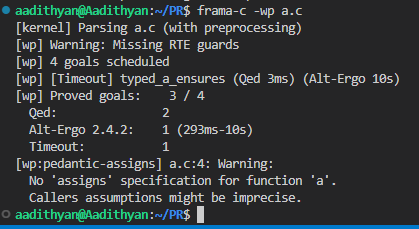 aadithyan@Aadithyan:~/PR$ frama-c -wp a.c
[kernel] Parsing a.c (with preprocessing)
[wp] Warning: Missing RTE guards
[wp] 4 goals scheduled
[wp] [Timeout] typed_a_ensures (Qed 3ms) (Alt-Ergo 10s)
[wp] Proved goals:    3 / 4
  Qed:             2
  Alt-Ergo 2.4.2:  1 (293ms-10s)
  Timeout:         1
[wp:pedantic-assigns] a.c:4: Warning:
  No 'assigns' specification for function 'a'.
  Callers assumptions might be imprecise.
aadithyan@Aadithyan:~/PR$